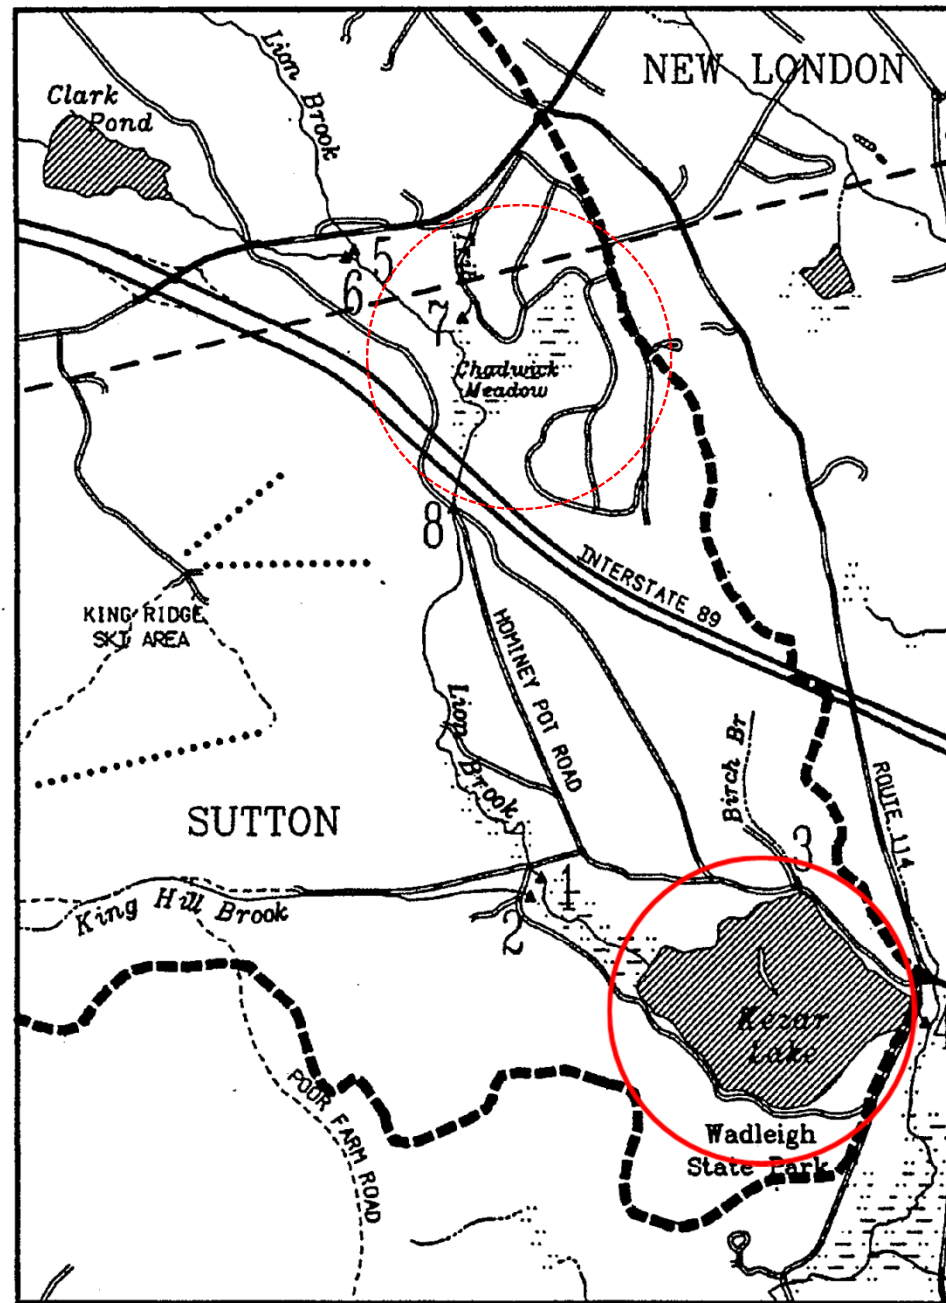 NEW LONDON
Lion Brook
Clark
Pond
5
6
7
Chadwick
Meadow
8
INTERSTATE 89
KING RIDGE
SKI AREA
HOMINEY POT ROAD
Lion Brook
Birch Br
ROUTE 114
SUTTON
3
1
King Hill Brook
2
Kezar
Lake
4
POOR FARM ROAD
Wadleigh
State Park